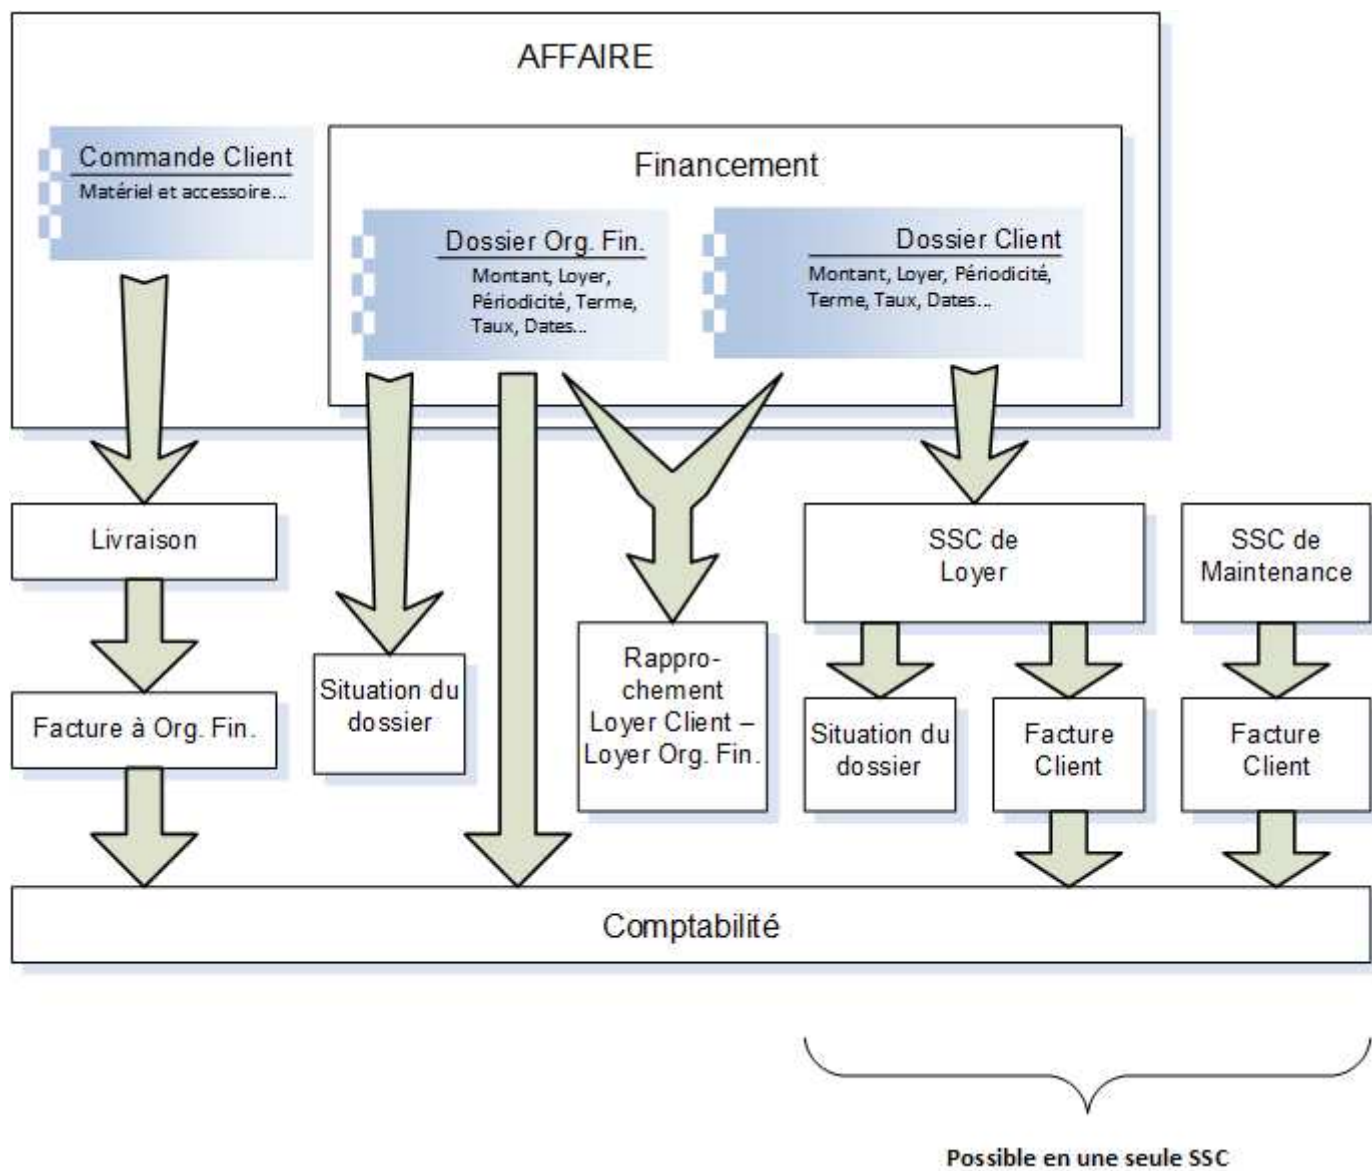 AFFAIRE
Commande Client
Matériel et accessoire...
Financement
Dossier Org. Fin.
Montant, Loyer,
Périodicité, Terme,
Taux, Dates...
Dossier Client
Montant, Loyer, Périodicité,
Terme, Taux, Dates...
Livraison
SSC de
Loyer
SSC de
Maintenance
Facture à Org. Fin.
Situation du
dossier
Rappro-
chement
Loyer Client –
Loyer Org. Fin.
Situation du
dossier
Facture
Client
Facture
Client
Comptabilité
Possible en une seule SSC